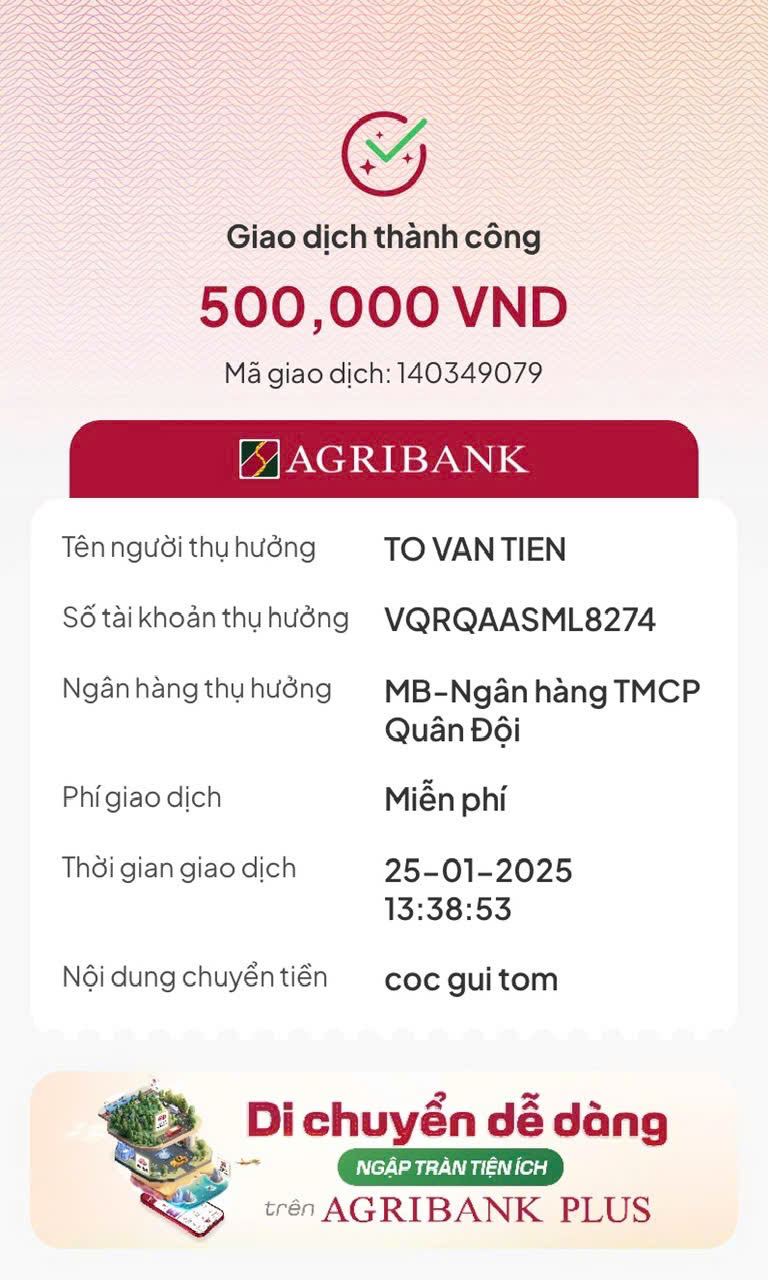 Giao dịch thành công
500,000 VND
Mã giao dịch: 140349079
AGRIBANK
Tên người thụ hưởng TO VAN TIEN
Số tài khoản thụ hưởng VQRQAASML8274
Ngân hàng thụ hưởng MB-Ngân hàng TMCP
Quân Đội
Phí giao dịch Miễn phí
Thời gian giao dịch 25-01-2025
13:38:53
Nội dung chuyển tiền coc gui tom
Di chuyển dễ dàng
NGẬP TRÀN TIỆN ÍCH
trên AGRIBANK PLUS